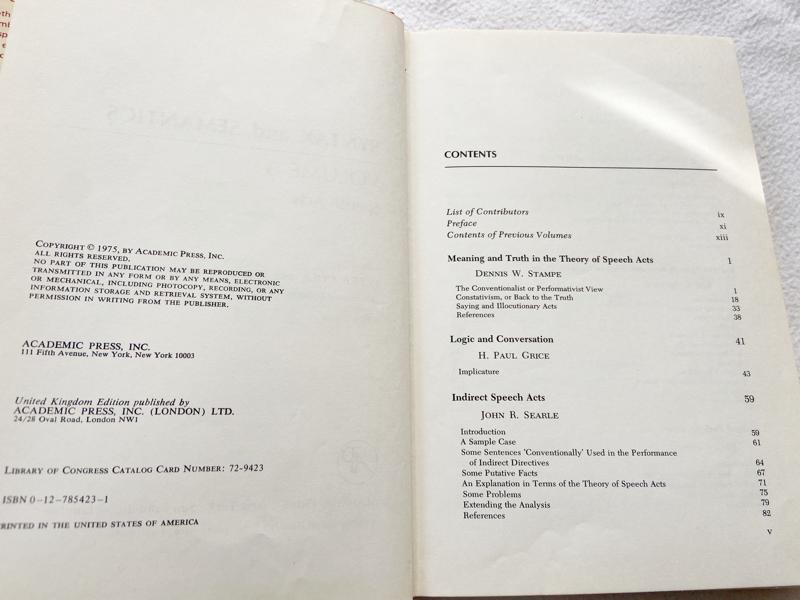 COPYRIGHT © 1975, BY ACADEMIC PRESS, INC.
ALL RIGHTS RESERVED.
NO PART OF THIS PUBLICATION MAY BE REPRODUCED OR
TRANSMITTED IN ANY FORM OR BY ANY MEANS, ELECTRONIC
OR MECHANICAL, INCLUDING PHOTOCOPY, RECORDING, OR ANY
INFORMATION STORAGE AND RETRIEVAL SYSTEM, WITHOUT
PERMISSION IN WRITING FROM THE PUBLISHER.
ACADEMIC PRESS, INC.
111 Fifth Avenue, New York, New York 10003
United Kingdom Edition published by
ACADEMIC PRESS, INC. (LONDON) LTD.
24/28 Oval Road, London NW1
LIBRARY OF CONGRESS CATALOG CARD NUMBER: 72-9423
ISBN 0-12-785423-1
PRINTED IN THE UNITED STATES OF AMERICA
CONTENTS
List of Contributors ix
Preface xi
Contents of Previous Volumes xiii
Meaning and Truth in the Theory of Speech Acts 1
DENNIS W. STAMPE
The Conventionalist or Performativist View 1
Constativism, or Back to the Truth 18
Saying and Illocutionary Acts 33
References 38
Logic and Conversation 41
H. PAUL GRICE
Implicature 43
Indirect Speech Acts 59
JOHN R. SEARLE
Introduction 59
A Sample Case 61
Some Sentences 'Conventionally' Used in the Performance
of Indirect Directives 64
Some Putative Facts 67
An Explanation in Terms of the Theory of Speech Acts 71
Some Problems 75
Extending the Analysis 79
References 82
v